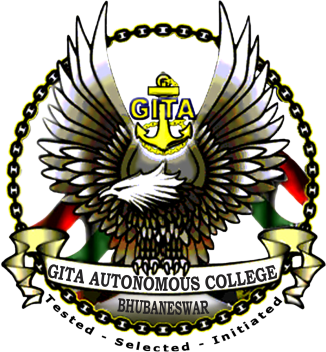 GITA
GITA AUTONOMOUS COLLEGE
BHUBANESWAR
Tested - Selected - Initiated